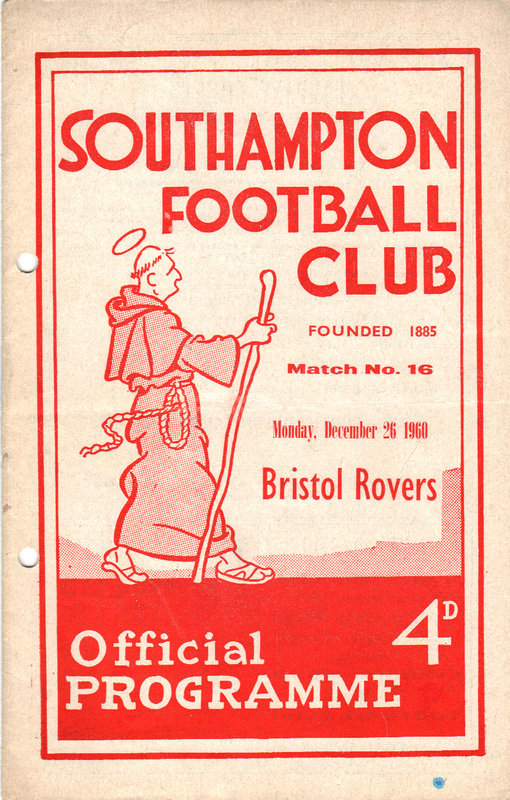 SOUTHAMPTON
FOOTBALL
CLUB
FOUNDED 1885
Match No. 16
Monday, December 26 1960
Bristol Rovers
4D
Official
PROGRAMME